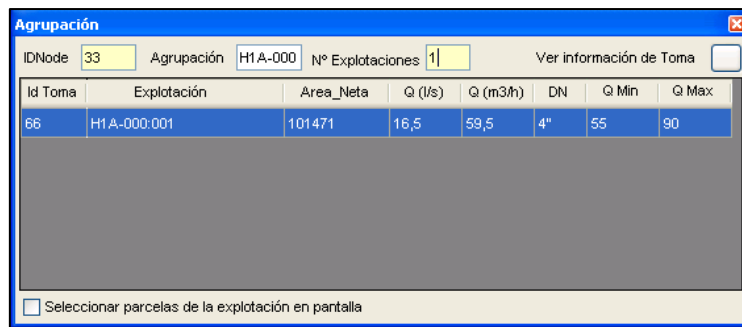 Agrupación
IDNode 33 Agrupación H1A-000 Nº Explotaciones 1 Ver información de Toma
Id Toma Explotación Area_Neta Q (l/s) Q (m3/h) DN Q Min Q Max
66 H1A-000:001 101471 16,5 59,5 4" 55 90
Seleccionar parcelas de la explotación en pantalla